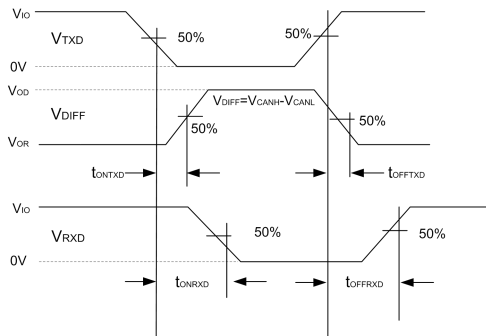 VIO
VTXD
50%
50%
0V
VOD
VDIFF
VDIFF=VCANH-VCANL
50%
50%
VOR
tONTXD
tOFFTXD
VIO
VRXD
50%
50%
0V
tONRXD
tOFFRXD